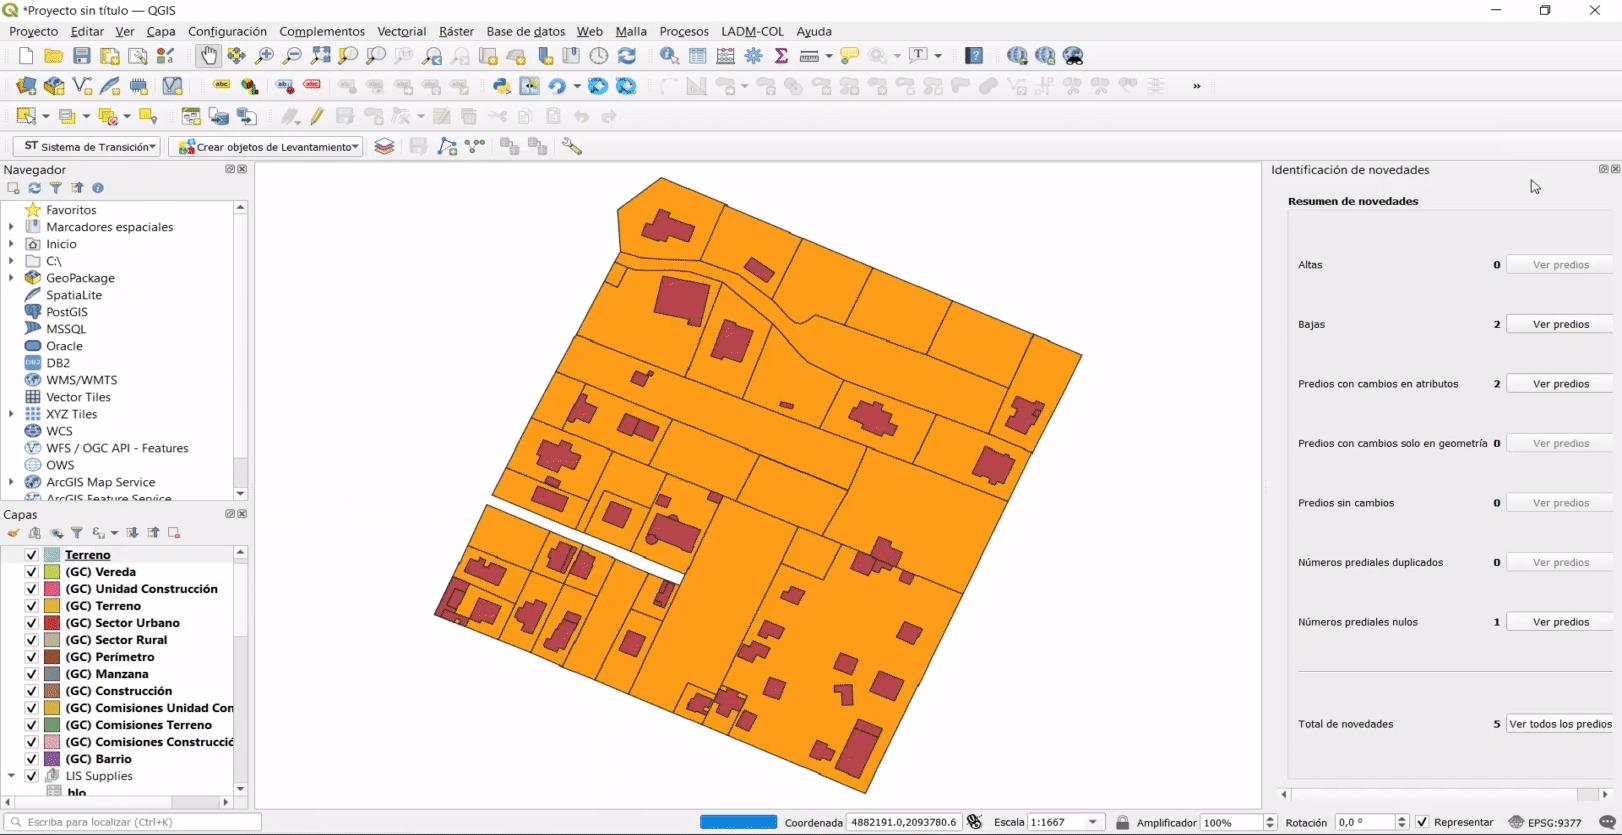 *Proyecto sin título — QGIS
Proyecto Editar Ver Capa Configuración Complementos Vectorial Ráster Base de datos Web Malla Procesos LADM-COL Ayuda
abc abc abc
ST Sistema de Transición Crear objetos de Levantamiento
Navegador
Favoritos
Marcadores espaciales
Inicio
C:\
GeoPackage
SpatiaLite
PostGIS
MSSQL
Oracle
DB2 DB2
WMS/WMTS
Vector Tiles
XYZ Tiles
WCS
WFS / OGC API - Features
OWS
ArcGIS Map Service
ArcGIS Feature Service
Capas
Terreno
(GC) Vereda
(GC) Unidad Construcción
(GC) Terreno
(GC) Sector Urbano
(GC) Sector Rural
(GC) Perímetro
(GC) Manzana
(GC) Construcción
(GC) Comisiones Unidad Con
(GC) Comisiones Terreno
(GC) Comisiones Construcció
(GC) Barrio
LIS Supplies
hlo
Identificación de novedades
Resumen de novedades
Altas 0 Ver predios
Bajas 2 Ver predios
Predios con cambios en atributos 2 Ver predios
Predios con cambios solo en geometría 0 Ver predios
Predios sin cambios 0 Ver predios
Números prediales duplicados 0 Ver predios
Números prediales nulos 1 Ver predios
Total de novedades 5 Ver todos los predios
Escriba para localizar (Ctrl+K) Coordenada 4882191.0,2093780.6 Escala 1:1667 Amplificador 100% Rotación 0,0 ° Representar EPSG:9377